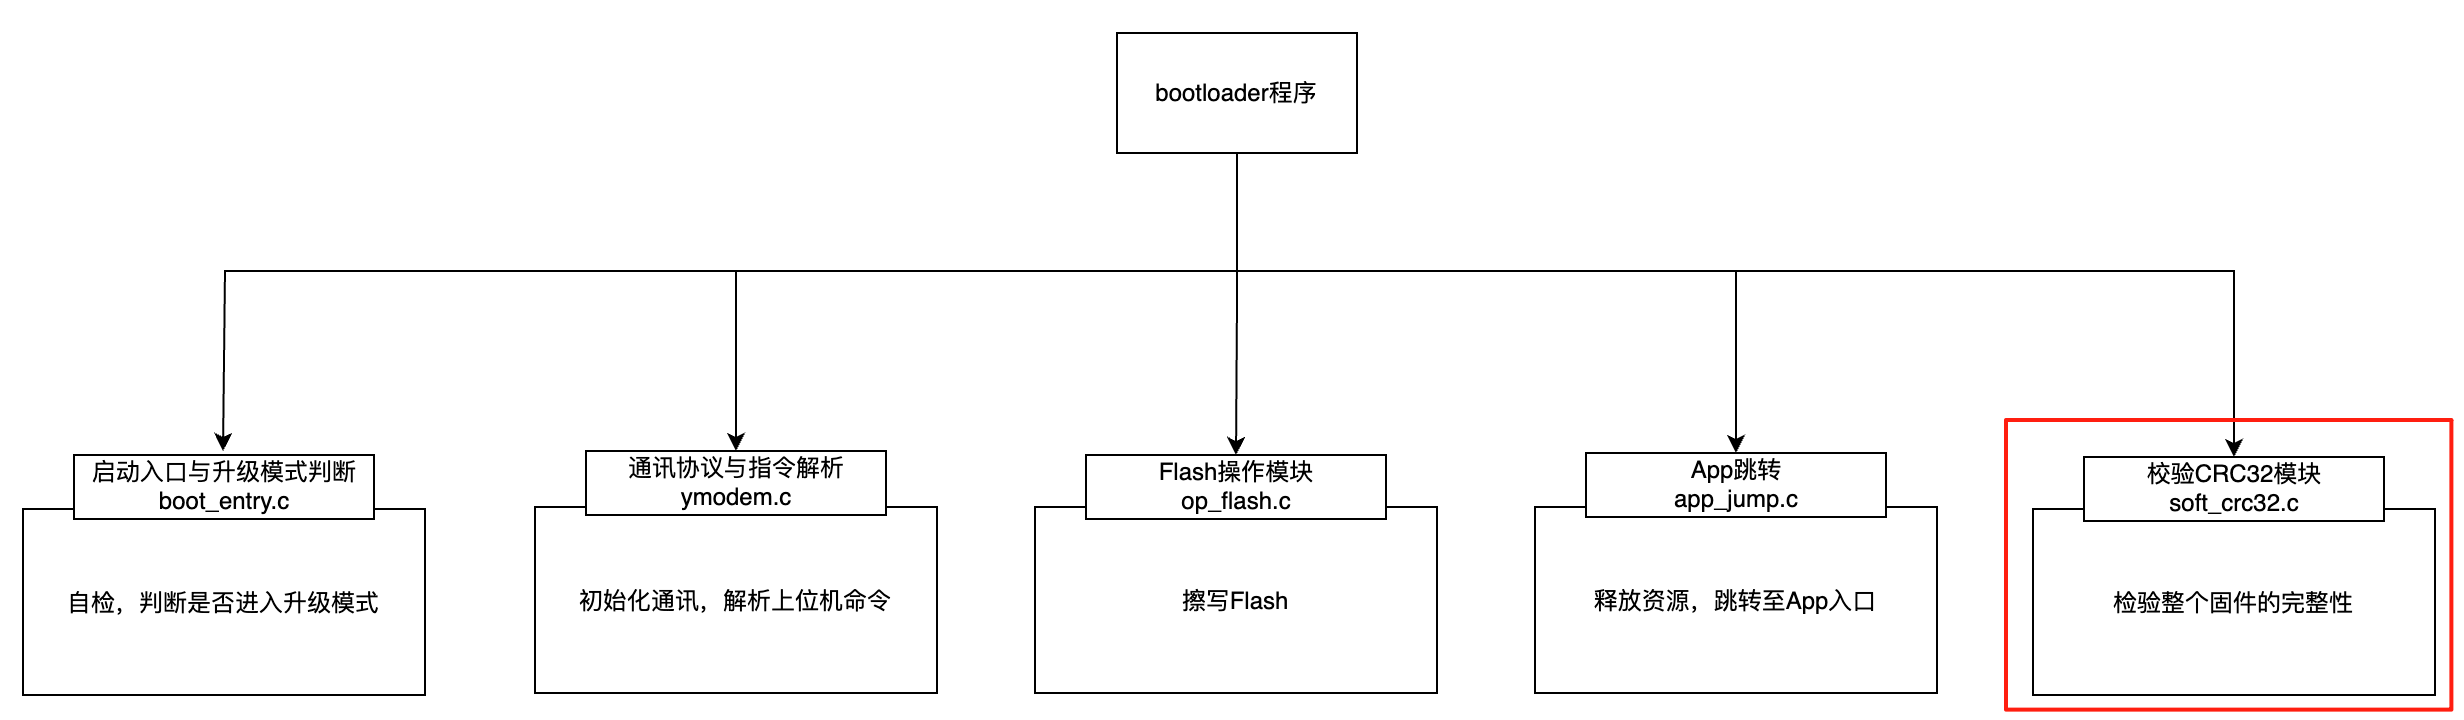 bootloader程序
启动入口与升级模式判断
boot_entry.c
自检，判断是否进入升级模式
通讯协议与指令解析
ymodem.c
初始化通讯，解析上位机命令
Flash操作模块
op_flash.c
擦写Flash
App跳转
app_jump.c
释放资源，跳转至App入口
校验CRC32模块
soft_crc32.c
检验整个固件的完整性